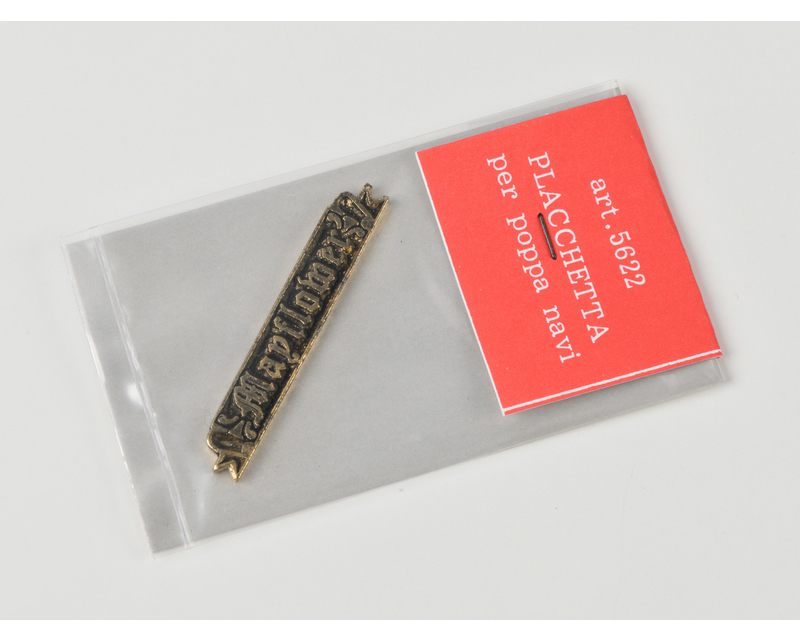 art.5622
PLACCHETTA
per poppa navi
Mayflower